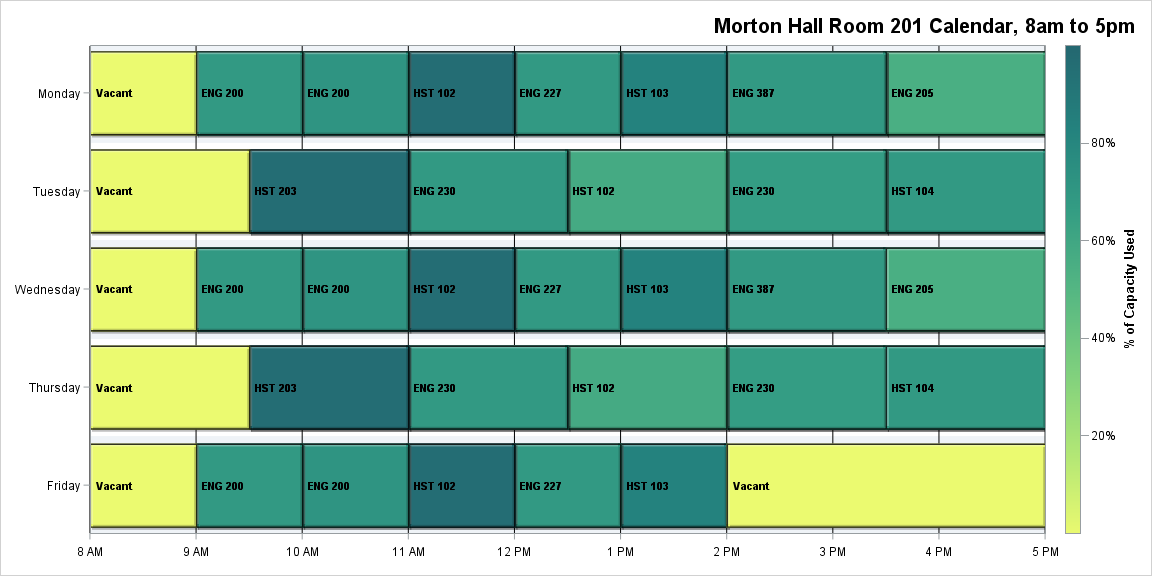 Morton Hall Room 201 Calendar, 8am to 5pm
Monday
Vacant
ENG 200
ENG 200
HST 102
ENG 227
HST 103
ENG 387
ENG 205
Tuesday
Vacant
HST 203
ENG 230
HST 102
ENG 230
HST 104
Wednesday
Vacant
ENG 200
ENG 200
HST 102
ENG 227
HST 103
ENG 387
ENG 205
Thursday
Vacant
HST 203
ENG 230
HST 102
ENG 230
HST 104
Friday
Vacant
ENG 200
ENG 200
HST 102
ENG 227
HST 103
Vacant
8 AM
9 AM
10 AM
11 AM
12 PM
1 PM
2 PM
3 PM
4 PM
5 PM
80%
60%
40%
20%
% of Capacity Used